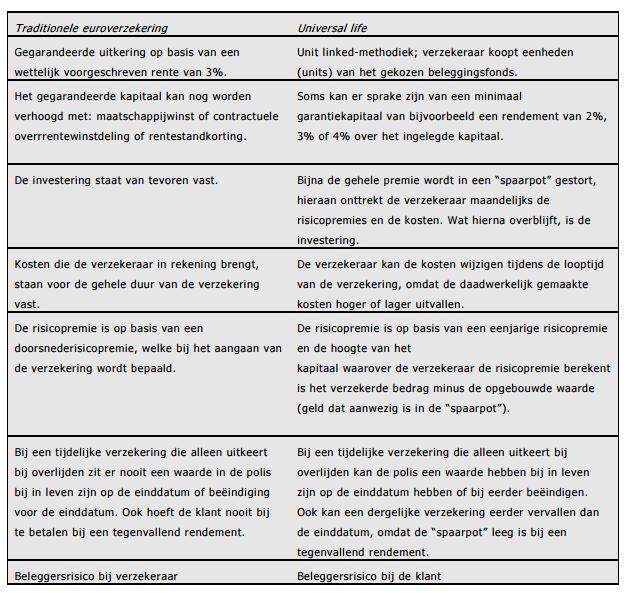 Traditionele euroverzekering
Universal life
Gegarandeerde uitkering op basis van een
wettelijk voorgeschreven rente van 3%.
Unit linked-methodiek; verzekeraar koopt eenheden
(units) van het gekozen beleggingsfonds.
Het gegarandeerde kapitaal kan nog worden
verhoogd met: maatschappijwinst of contractuele
overrrentewinstdeling of rentestandkorting.
Soms kan er sprake zijn van een minimaal
garantiekapitaal van bijvoorbeeld een rendement van 2%,
3% of 4% over het ingelegde kapitaal.
De investering staat van tevoren vast.
Bijna de gehele premie wordt in een “spaarpot” gestort,
hieraan onttrekt de verzekeraar maandelijks de
risicopremies en de kosten. Wat hierna overblijft, is de
investering.
Kosten die de verzekeraar in rekening brengt,
staan voor de gehele duur van de verzekering
vast.
De verzekeraar kan de kosten wijzigen tijdens de looptijd
van de verzekering, omdat de daadwerkelijk gemaakte
kosten hoger of lager uitvallen.
De risicopremie is op basis van een
doorsnederisicopremie, welke bij het aangaan van
de verzekering wordt bepaald.
De risicopremie is op basis van een eenjarige risicopremie
en de hoogte van het
kapitaal waarover de verzekeraar de risicopremie berekent
is het verzekerde bedrag minus de opgebouwde waarde
(geld dat aanwezig is in de “spaarpot”).
Bij een tijdelijke verzekering die alleen uitkeert
bij overlijden zit er nooit een waarde in de polis
bij in leven zijn op de einddatum of beëindiging
voor de einddatum. Ook hoeft de klant nooit bij
te betalen bij een tegenvallend rendement.
Bij een tijdelijke verzekering die alleen uitkeert bij
overlijden kan de polis een waarde hebben bij in leven
zijn op de einddatum hebben of bij eerder beëindigen.
Ook kan een dergelijke verzekering eerder vervallen dan
de einddatum, omdat de “spaarpot” leeg is bij een
tegenvallend rendement.
Beleggersrisico bij verzekeraar
Beleggersrisico bij de klant